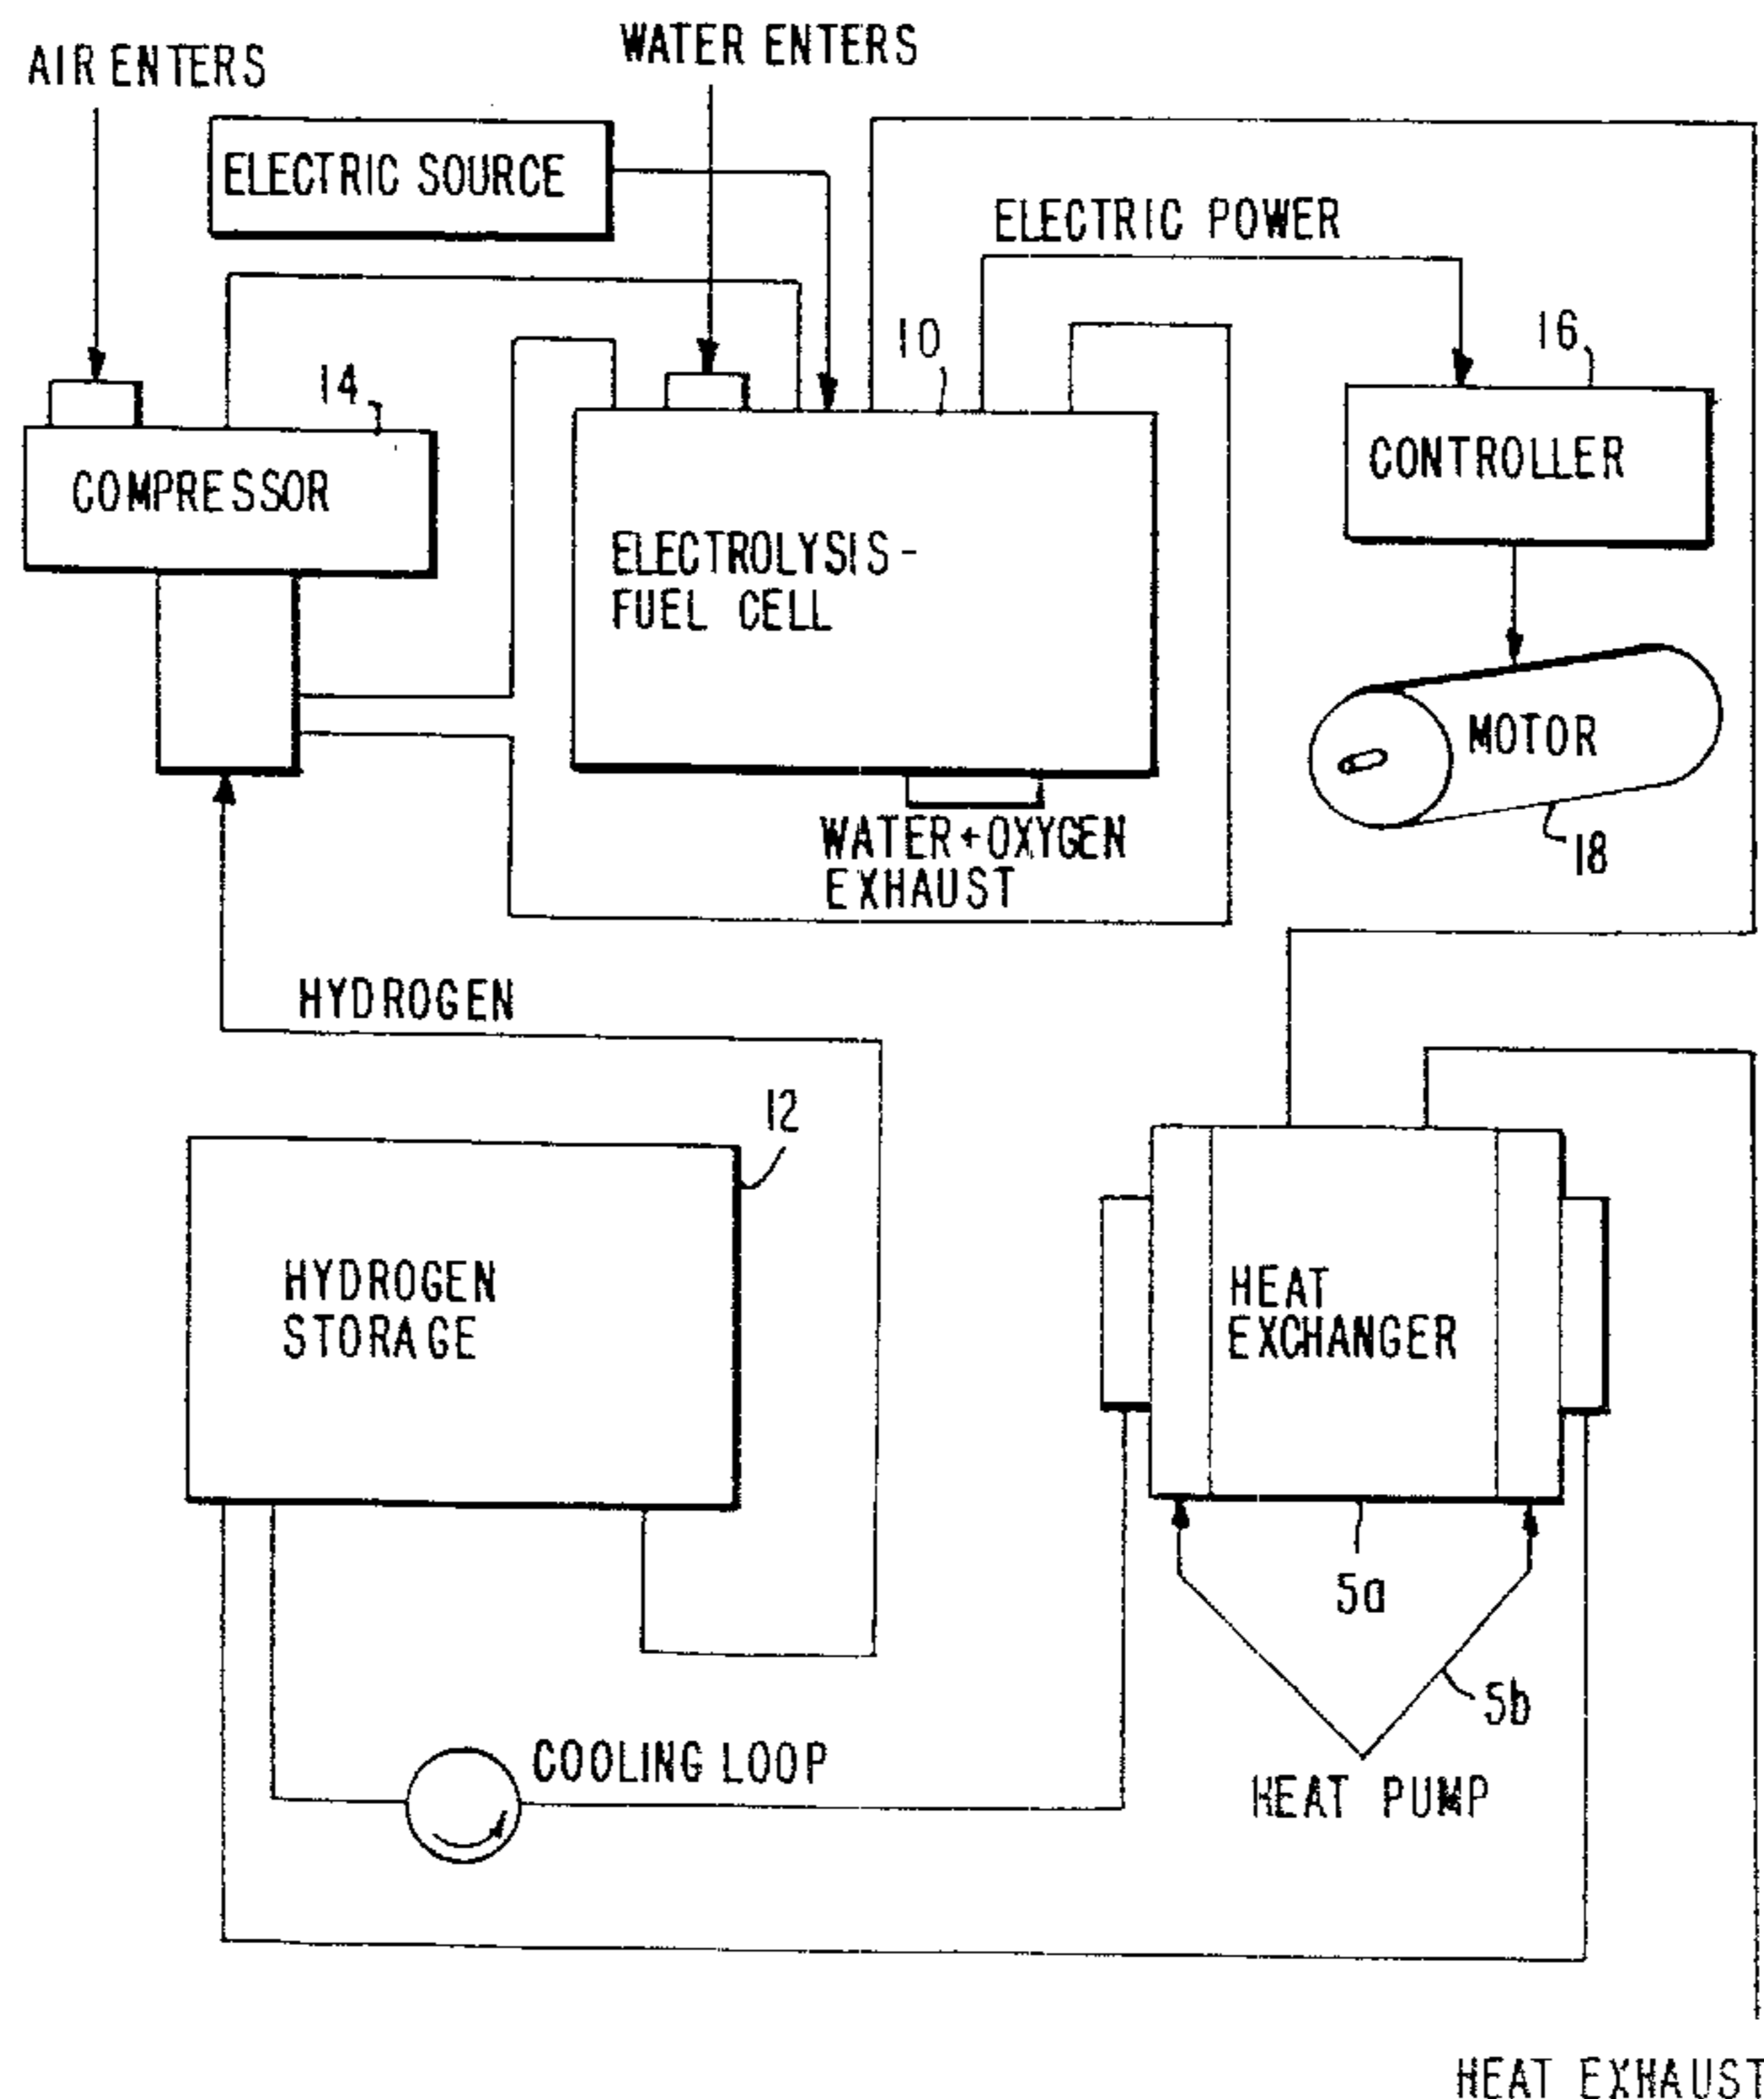 AIR ENTERS
WATER ENTERS
ELECTRIC SOURCE
ELECTRIC POWER
10
16
14
COMPRESSOR
CONTROLLER
ELECTROLYSIS-
FUEL CELL
MOTOR
18
WATER+OXYGEN
EXHAUST
HYDROGEN
12
HYDROGEN
STORAGE
HEAT
EXCHANGER
5a
5b
COOLING LOOP
HEAT PUMP
HEAT EXHAUST